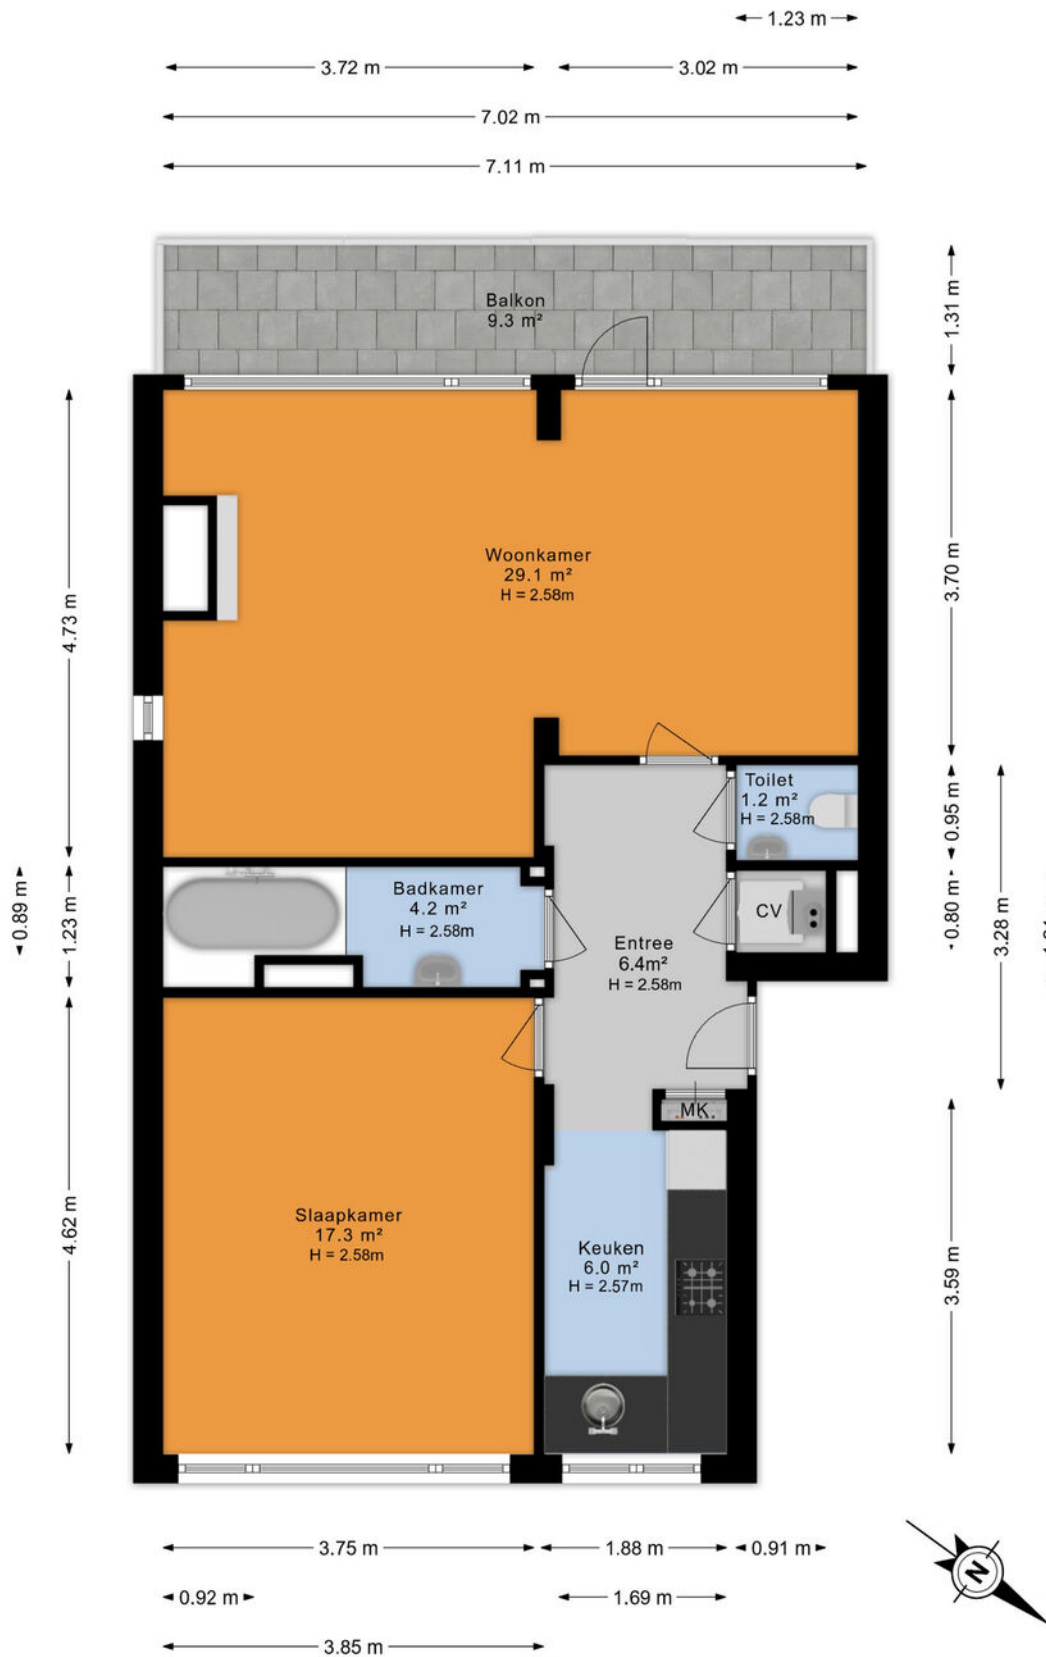 1.23 m
3.72 m
3.02 m
7.02 m
7.11 m
Balkon
9.3 m²
1.31 m
Woonkamer
29.1 m²
H = 2.58m
4.73 m
3.70 m
Toilet
1.2 m²
H = 2.58m
0.95 m
3.28 m
0.89 m
1.23 m
Badkamer
4.2 m²
H = 2.58m
CV
0.80 m
Entree
6.4m²
H = 2.58m
MK
Slaapkamer
17.3 m²
H = 2.58m
4.62 m
Keuken
6.0 m²
H = 2.57m
3.59 m
N
3.75 m
1.88 m
0.91 m
0.92 m
1.69 m
3.85 m